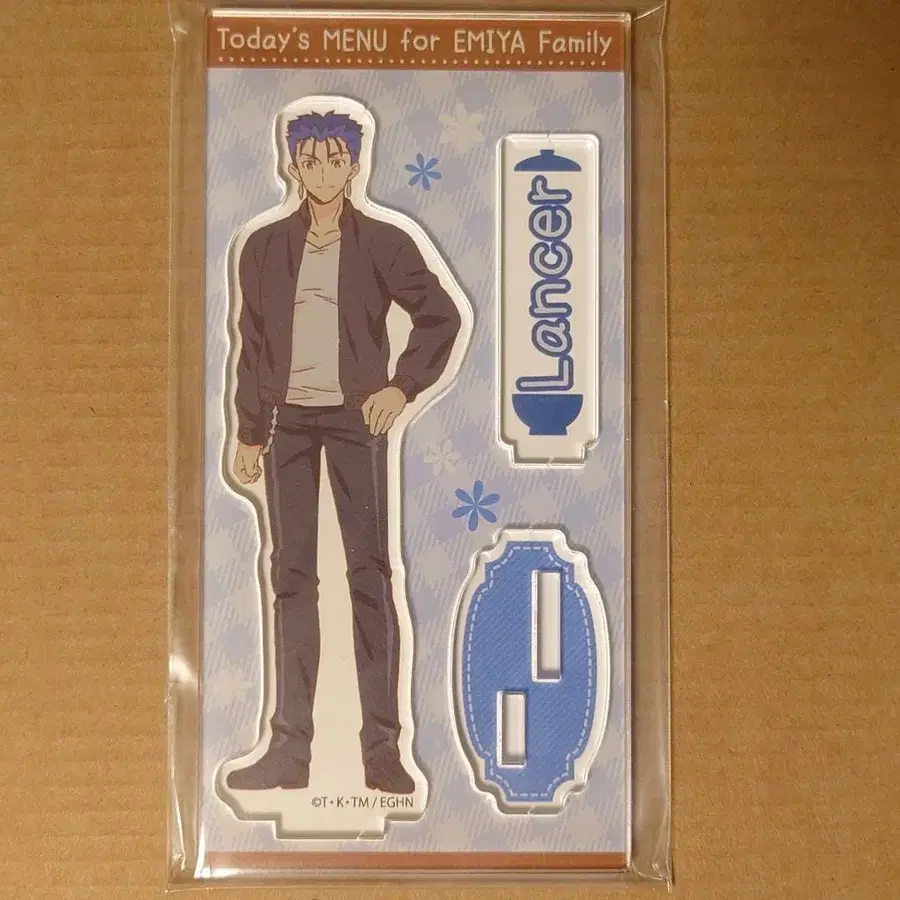 Today's MENU for EMIYA Family
Lancer
©T・K・TM / EGHN